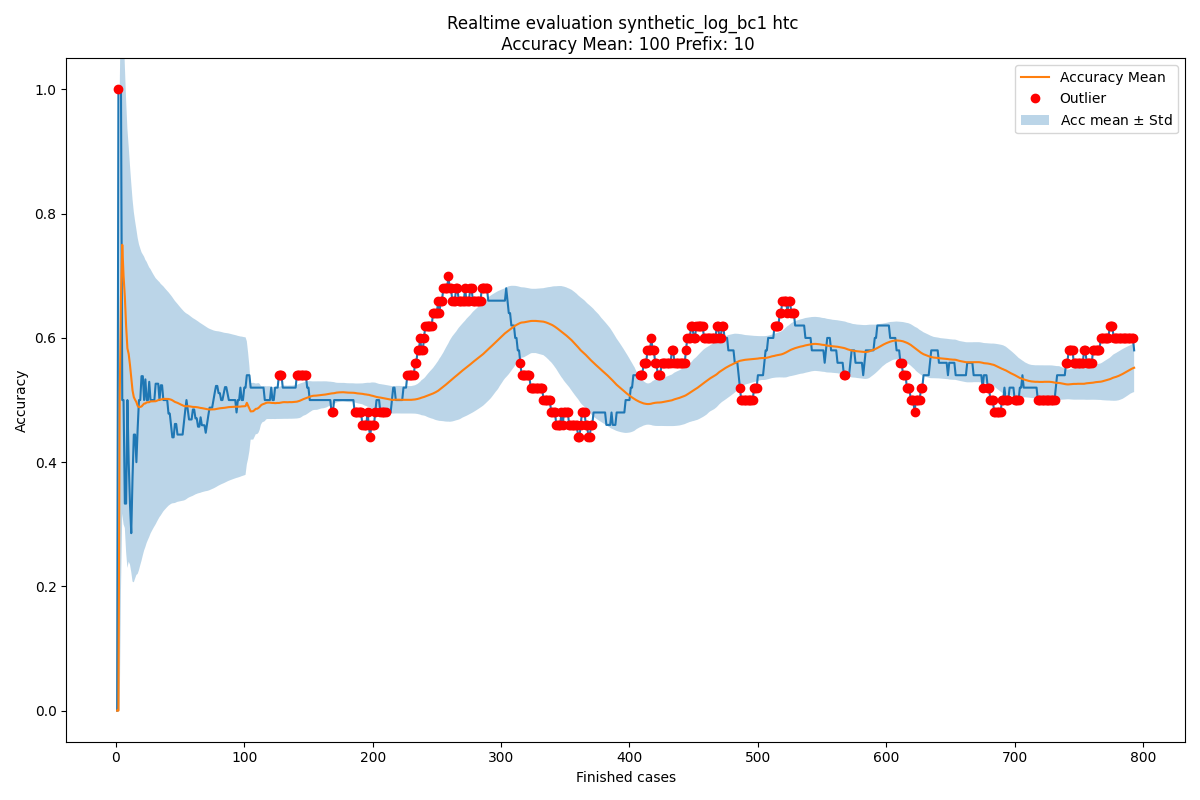 Realtime evaluation synthetic_log_bc1 htc
Accuracy Mean: 100 Prefix: 10
Accuracy Mean
Outlier
Acc mean ± Std
Accuracy
1.0
0.8
0.6
0.4
0.2
0.0
0 100 200 300 400 500 600 700 800
Finished cases